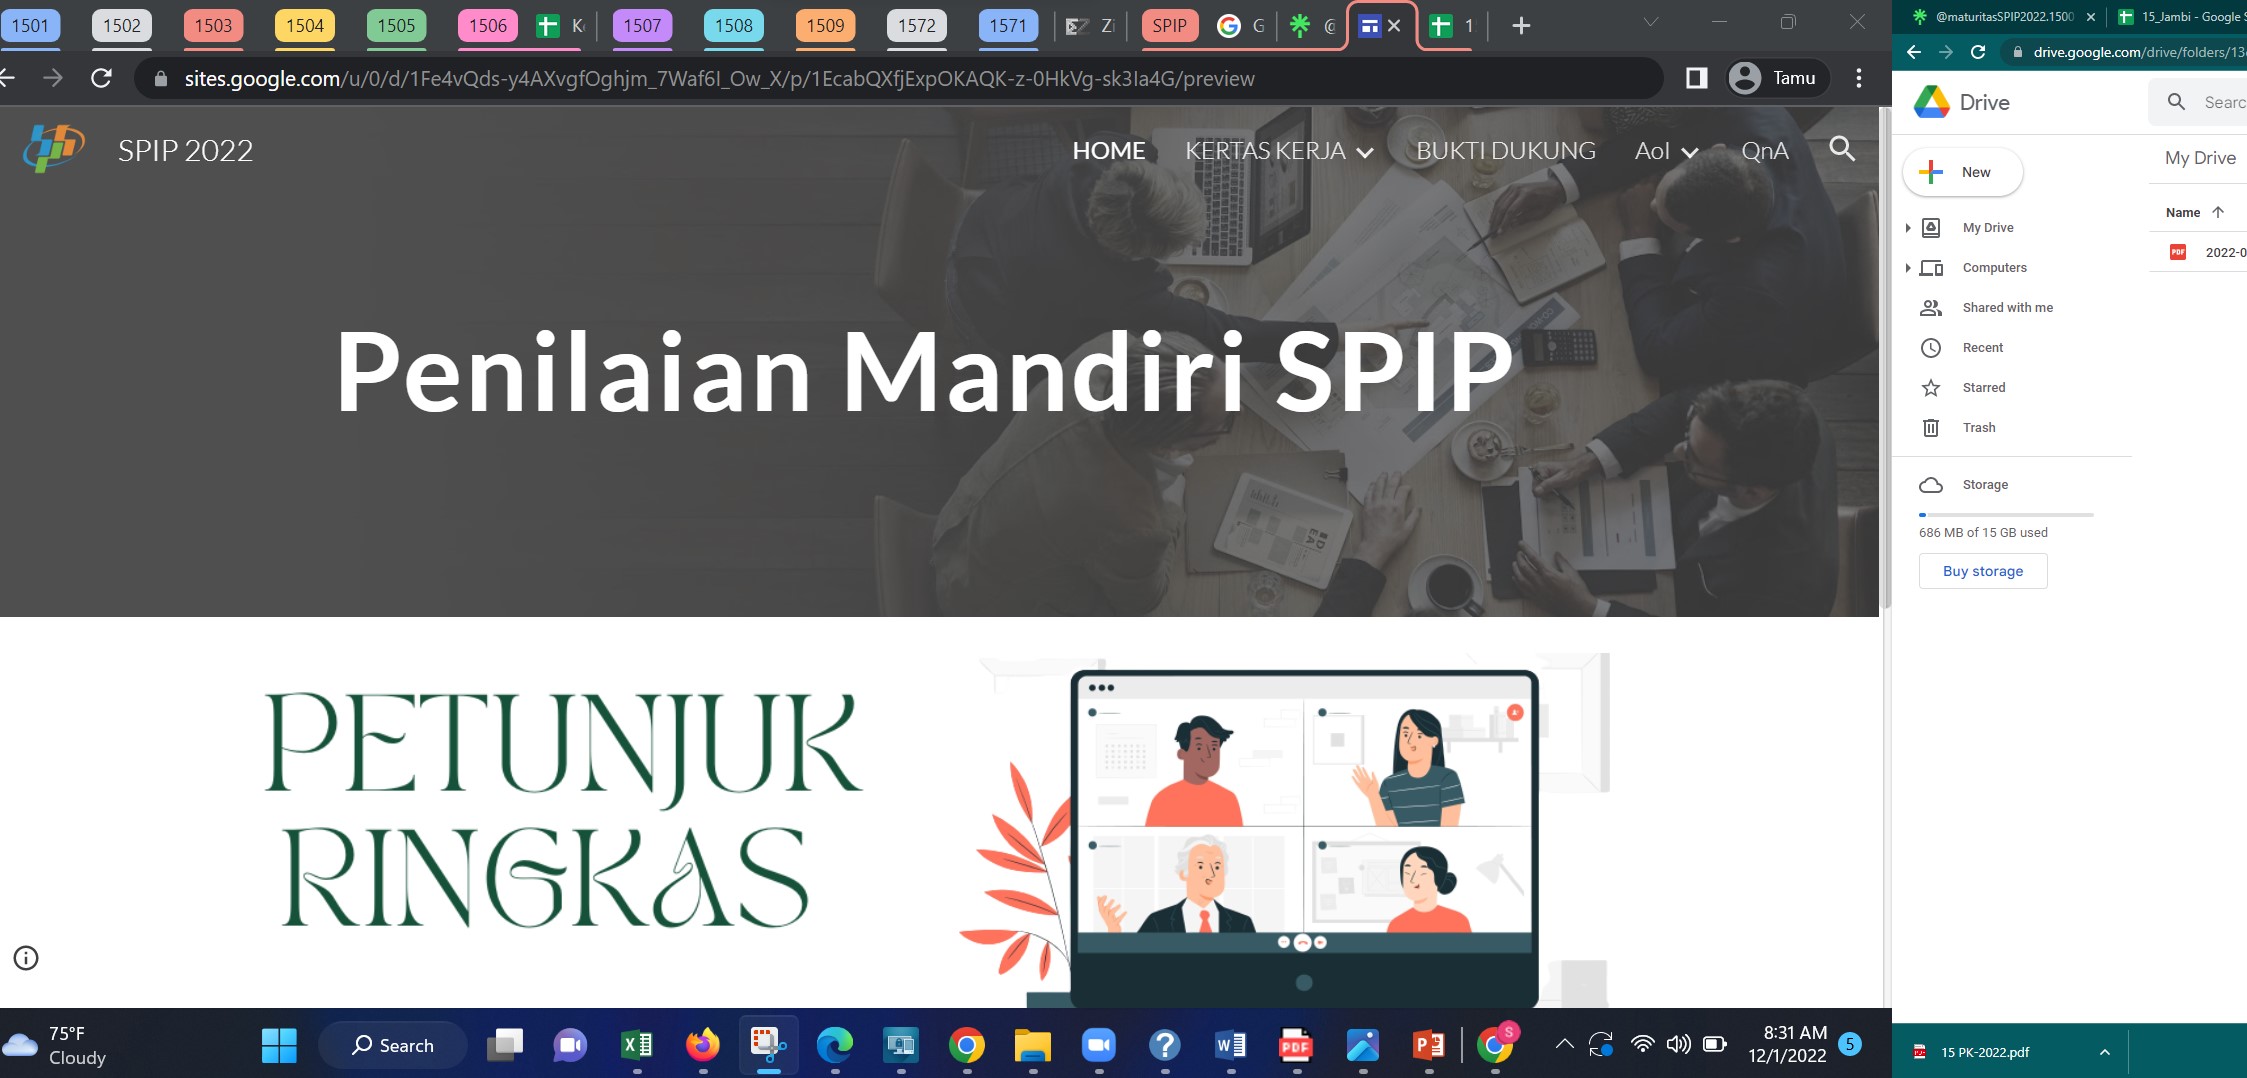 1501
1502
1503
1504
1505
1506
1507
1508
1509
1572
1571
SPIP
sites.google.com/u/0/d/1Fe4vQds-y4AXvgfOghjm_7Waf6I_Ow_X/p/1EcabQXfjExpOKAQK-z-0HkVg-sk3Ia4G/preview
Tamu
SPIP 2022
HOME
KERTAS KERJA
BUKTI DUKUNG
AoI
QnA
Penilaian Mandiri SPIP
PETUNJUK
RINGKAS
75°F
Cloudy
Search
8:31 AM
12/1/2022
5
@maturitasSPIP2022.1500
15_Jambi - Google S
drive.google.com/drive/folders/13
Drive
Searc
New
My Drive
My Drive
Name
Computers
PDF
2022-0
Shared with me
Recent
Starred
Trash
Storage
686 MB of 15 GB used
Buy storage
15 PK-2022.pdf